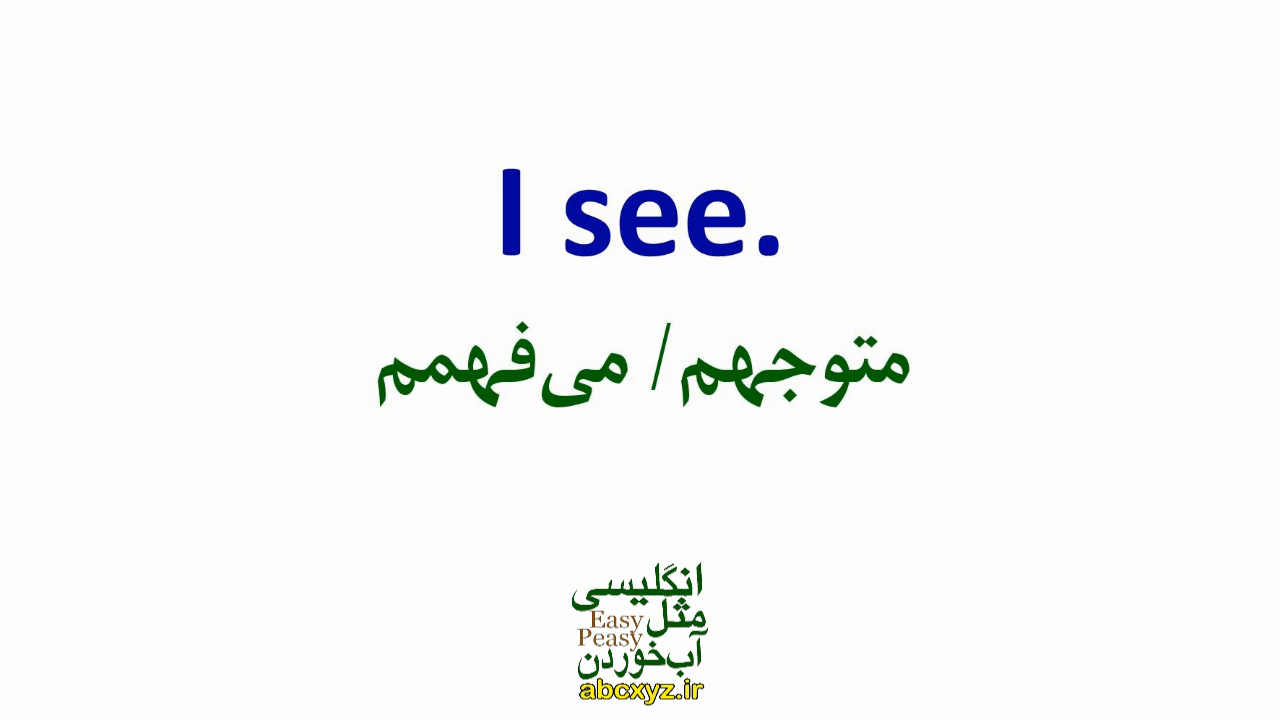 I see.
متوجهم / می‌فهمم
انگلیسی
مثل
Easy
Peasy
آب‌خوردن
abcxyz.ir